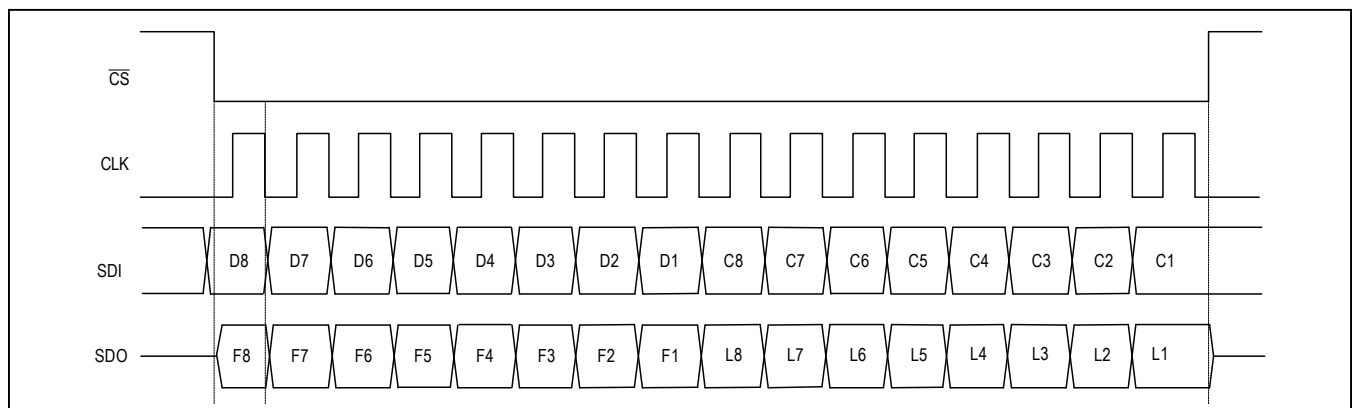 CS
CLK
SDI D8 D7 D6 D5 D4 D3 D2 D1 C8 C7 C6 C5 C4 C3 C2 C1
SDO F8 F7 F6 F5 F4 F3 F2 F1 L8 L7 L6 L5 L4 L3 L2 L1